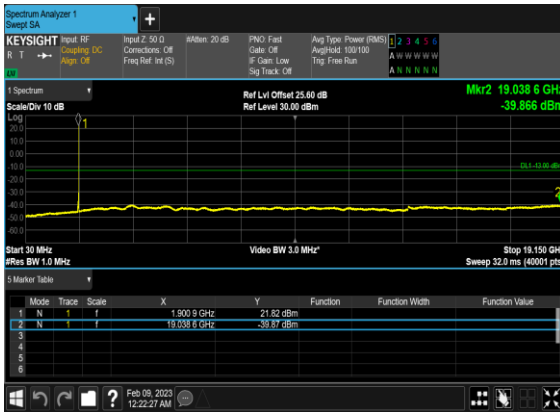 Spectrum Analyzer 1
Swept SA
+
KEYSIGHT Input: RF Input Z: 50 Ω #Atten: 20 dB PNO: Fast Avg Type: Power (RMS) 1 2 3 4 5 6
R T Coupling: DC Corrections: Off Gate: Off Avg|Hold: 100/100 A W W W W W
Align: Off Freq Ref: Int (S) IF Gain: Low Trig: Free Run
LXI Sig Track: Off A N N N N N
1 Spectrum Ref Lvl Offset 25.60 dB Mkr2 19.038 6 GHz
Scale/Div 10 dB Ref Level 30.00 dBm -39.866 dBm
Log
1
20.0
10.0
0.00
-10.0
DL1 -13.00 dBm
-20.0
-30.0
2
-40.0
-50.0
-60.0
Start 30 MHz Video BW 3.0 MHz* Stop 19.150 GHz
#Res BW 1.0 MHz Sweep 32.0 ms (40001 pts)
5 Marker Table
Mode Trace Scale X Y Function Function Width Function Value
1 N 1 f 1.900 9 GHz 21.82 dBm
2 N 1 f 19.038 6 GHz -39.87 dBm
3
4
5
6
? Feb 09, 2023
12:22:27 AM